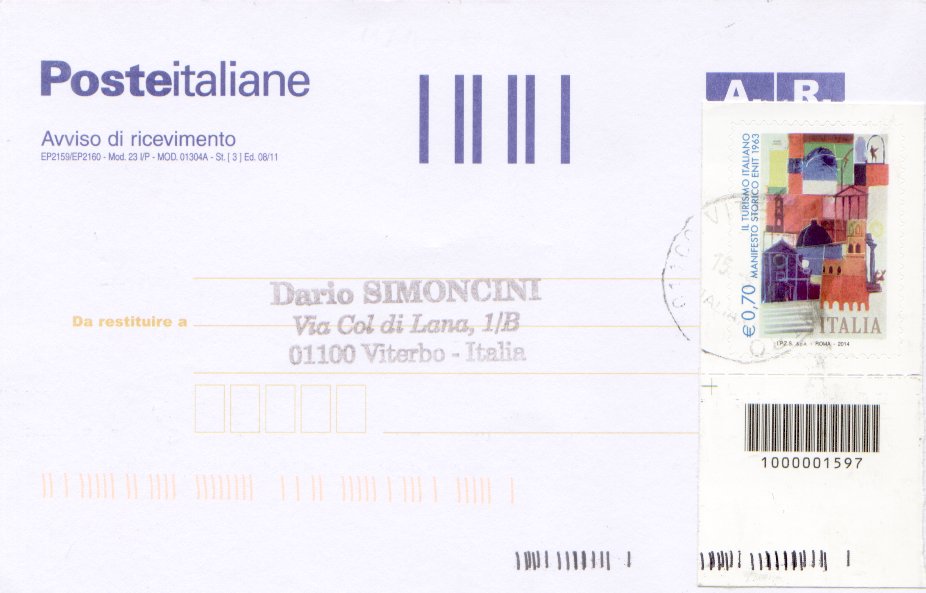 Posteitaliane
Avviso di ricevimento
EP2159/EP2160 - Mod. 23 I/P - MOD. 01304A - St. [ 3 ] Ed. 08/11
A. R.
IL TURISMO ITALIANO
MANIFESTO STORICO ENIT 1963
€ 0,70
ITALIA
I.P.Z.S. S.p.A. - ROMA - 2014
Da restituire a
Dario SIMONCINI
Via Col di Lana, 1/B
01100 Viterbo - Italia
1000001597